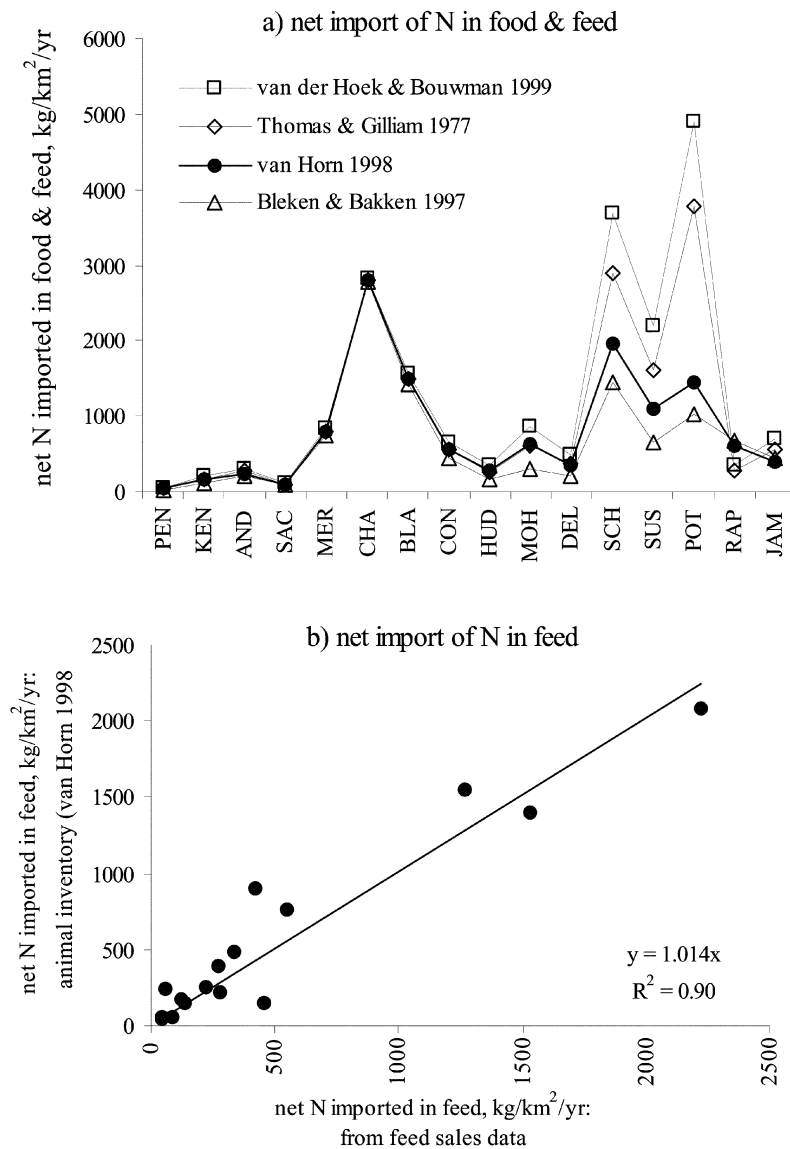 a) net import of N in food & feed
net N imported in food & feed, kg/km²/yr
6000
5000
4000
3000
2000
1000
0
van der Hoek & Bouwman 1999
Thomas & Gilliam 1977
van Horn 1998
Bleken & Bakken 1997
PEN KEN AND SAC MER CHA BLA CON HUD MOH DEL SCH SUS POT RAP JAM
b) net import of N in feed
net N imported in feed, kg/km²/yr:
animal inventory (van Horn 1998
2500
2000
1500
1000
500
0
y = 1.014x
R² = 0.90
0 500 1000 1500 2000 2500
net N imported in feed, kg/km²/yr:
from feed sales data